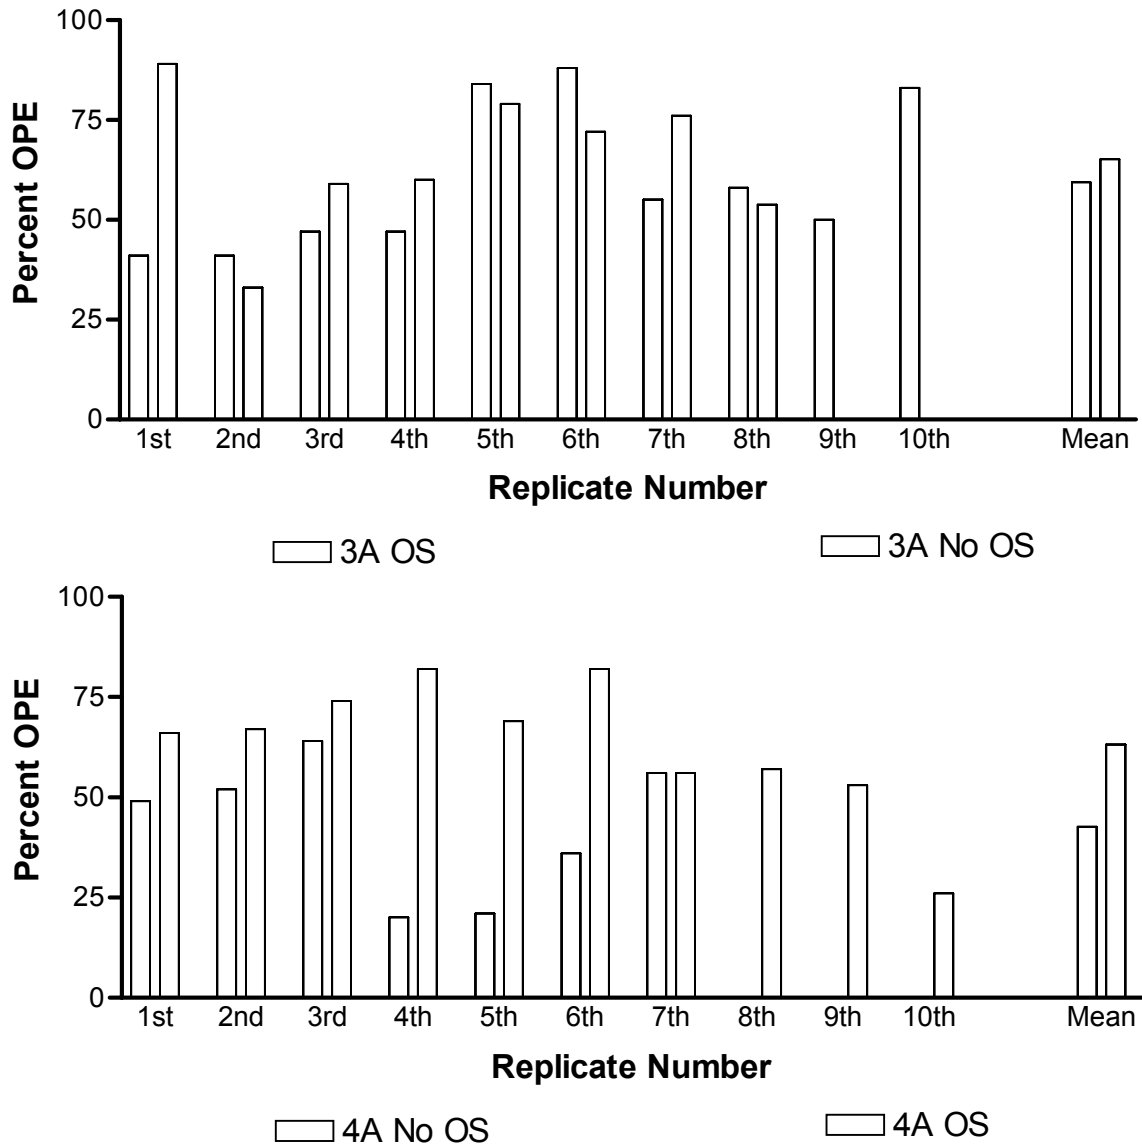 100
75
50
25
0
Percent OPE
1st 2nd 3rd 4th 5th 6th 7th 8th 9th 10th Mean
Replicate Number
3A OS 3A No OS
100
75
50
25
0
Percent OPE
1st 2nd 3rd 4th 5th 6th 7th 8th 9th 10th Mean
Replicate Number
4A No OS 4A OS